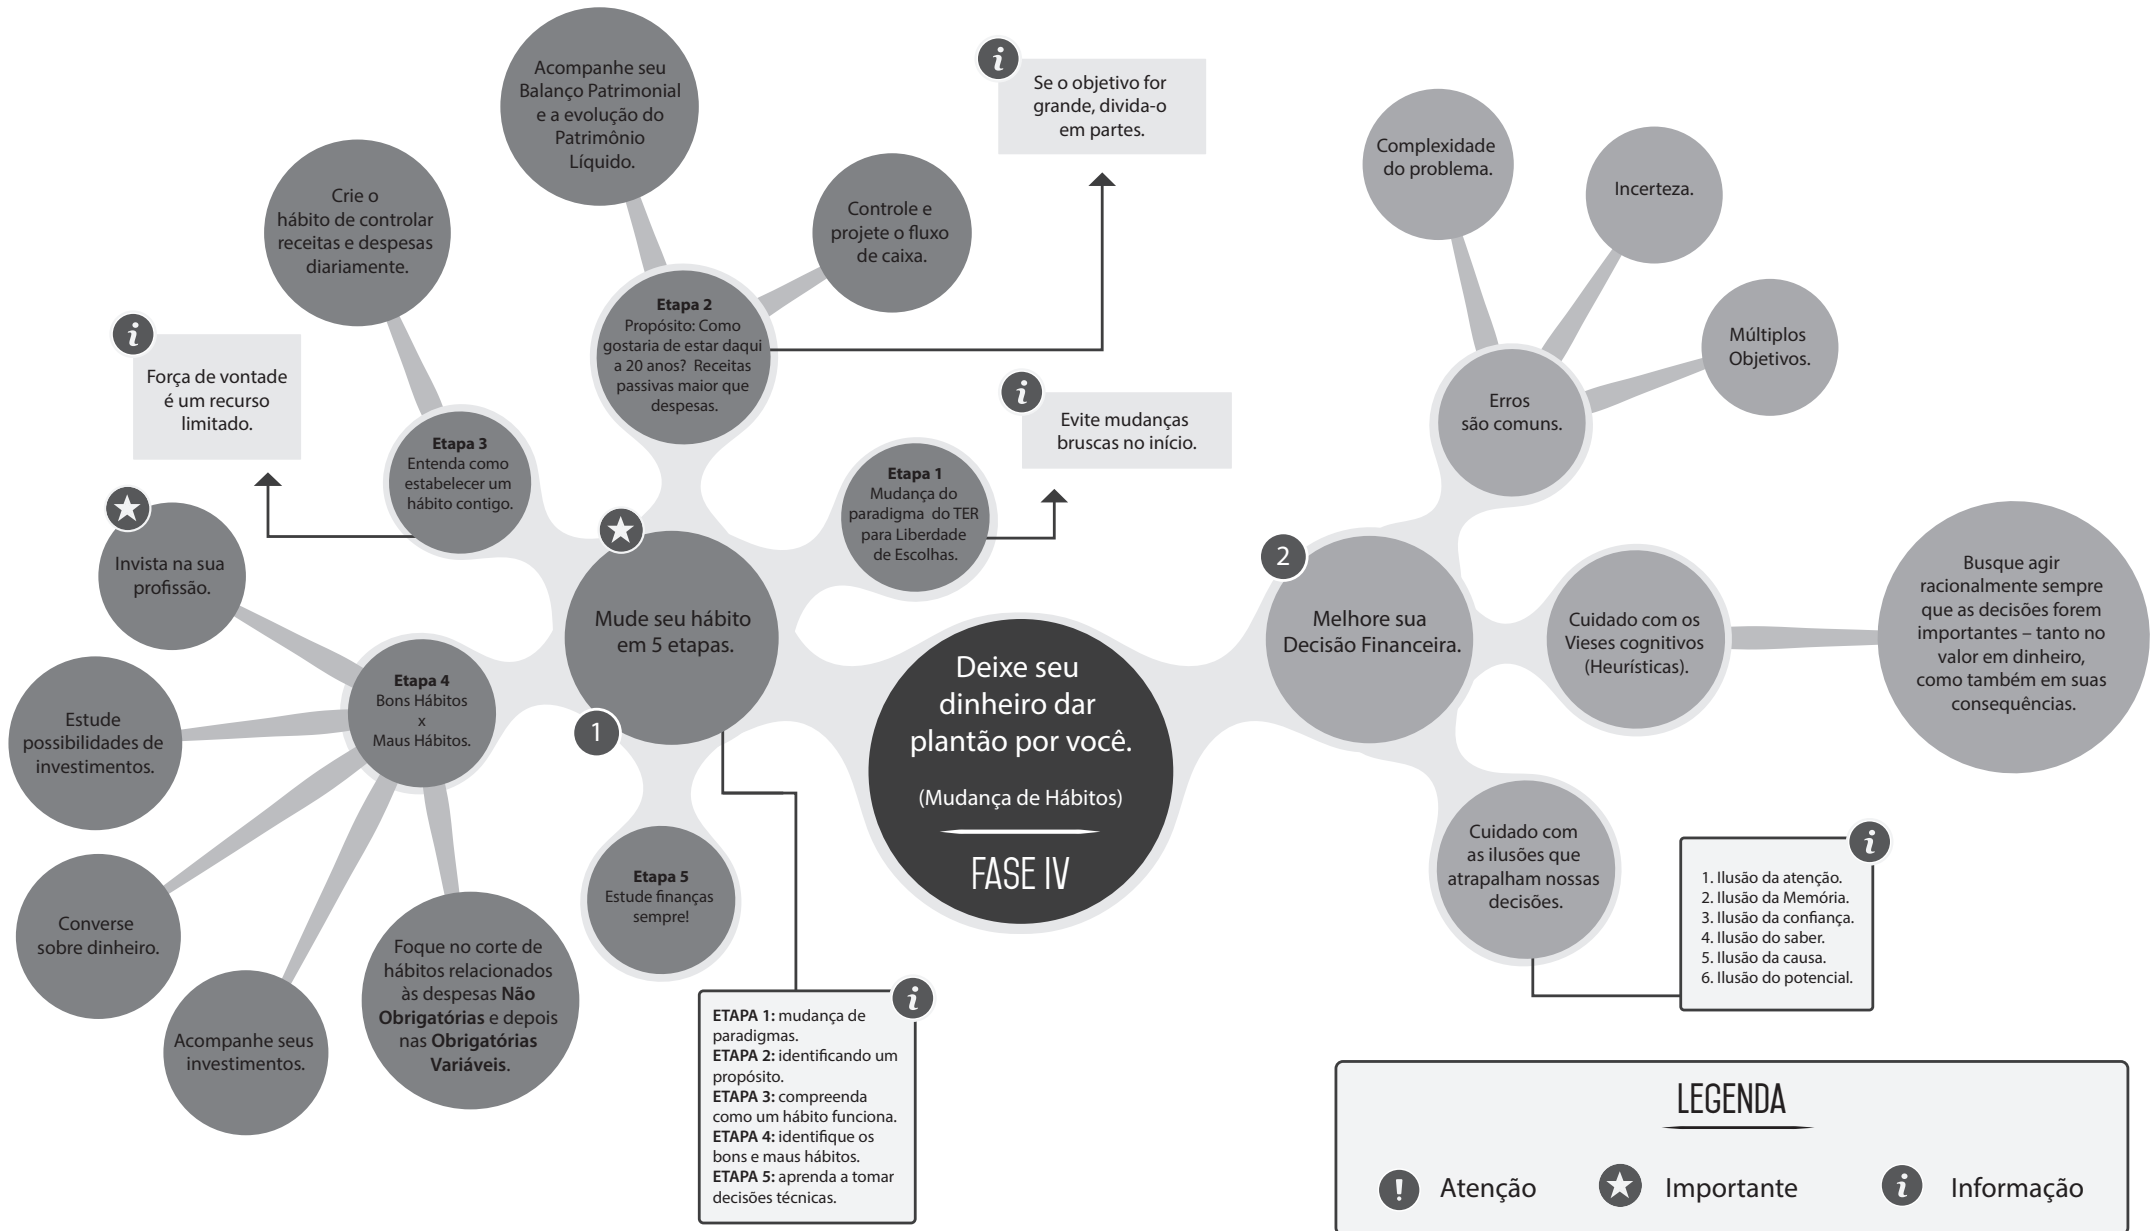 Deixe seu
dinheiro dar
plantão por você.
(Mudança de Hábitos)
FASE IV
1
Mude seu hábito
em 5 etapas.
Etapa 1
Mudança do
paradigma do TER
para Liberdade
de Escolhas.
i
Evite mudanças
bruscas no início.
Etapa 2
Propósito: Como
gostaria de estar daqui
a 20 anos? Receitas
passivas maior que
despesas.
i
Se o objetivo for
grande, divida-o
em partes.
Controle e
projete o fluxo
de caixa.
Acompanhe seu
Balanço Patrimonial
e a evolução do
Patrimônio
Líquido.
Etapa 3
Entenda como
estabelecer um
hábito contigo.
Crie o
hábito de controlar
receitas e despesas
diariamente.
i
Força de vontade
é um recurso
limitado.
Etapa 4
Bons Hábitos
x
Maus Hábitos.
Invista na sua
profissão.
Estude
possibilidades de
investimentos.
Converse
sobre dinheiro.
Acompanhe seus
investimentos.
Foque no corte de
hábitos relacionados
às despesas Não
Obrigatórias e depois
nas Obrigatórias
Variáveis.
Etapa 5
Estude finanças
sempre!
i
ETAPA 1: mudança de
paradigmas.
ETAPA 2: identificando um
propósito.
ETAPA 3: compreenda
como um hábito funciona.
ETAPA 4: identifique os
bons e maus hábitos.
ETAPA 5: aprenda a tomar
decisões técnicas.
2
Melhore sua
Decisão Financeira.
Erros
são comuns.
Complexidade
do problema.
Incerteza.
Múltiplos
Objetivos.
Cuidado com os
Vieses cognitivos
(Heurísticas).
Busque agir
racionalmente sempre
que as decisões forem
importantes – tanto no
valor em dinheiro,
como também em suas
consequências.
Cuidado com
as ilusões que
atrapalham nossas
decisões.
i
1. Ilusão da atenção.
2. Ilusão da Memória.
3. Ilusão da confiança.
4. Ilusão do saber.
5. Ilusão da causa.
6. Ilusão do potencial.
LEGENDA
! Atenção
Importante
i Informação